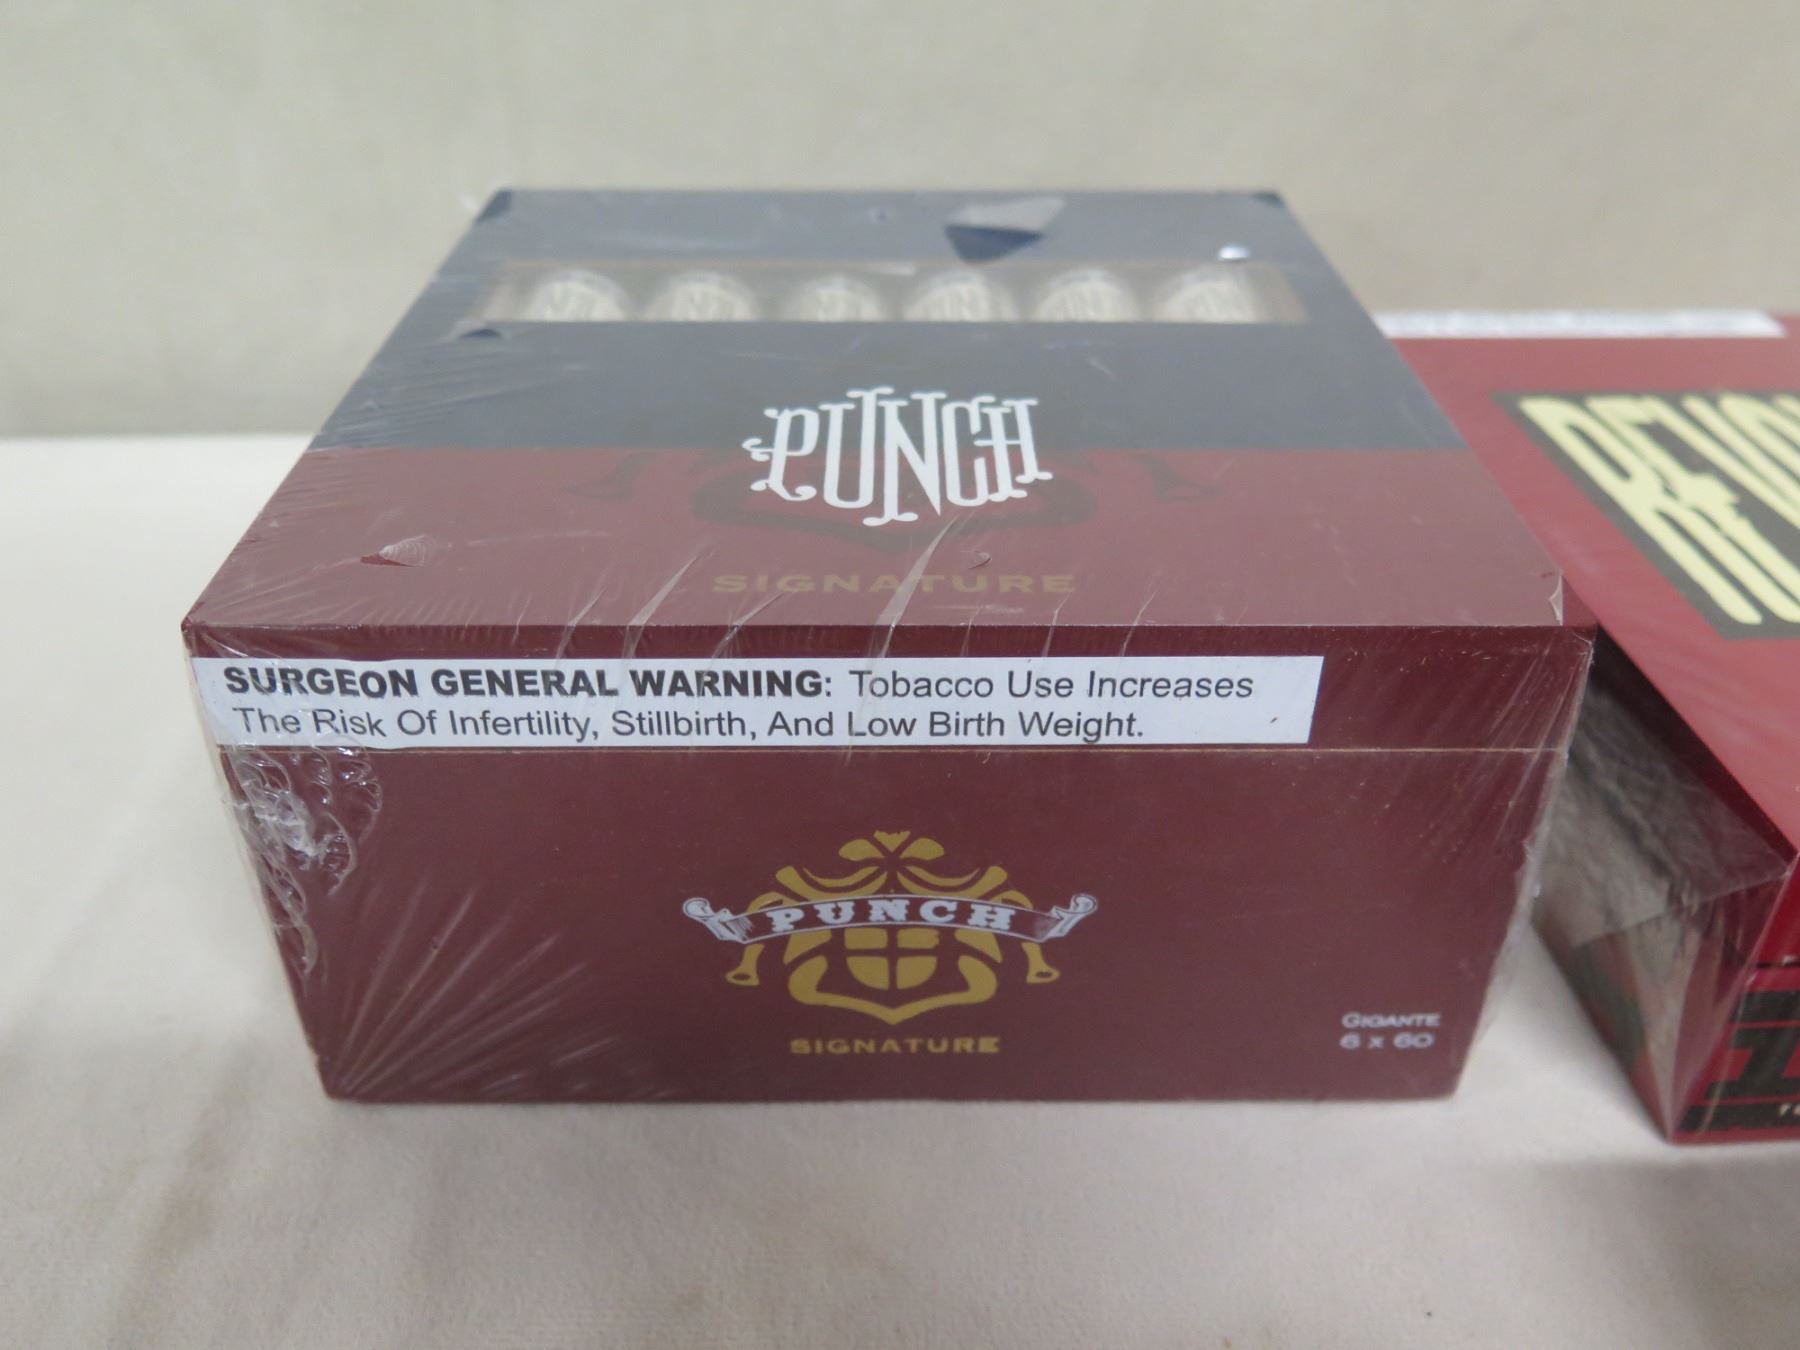 PUNCH
SIGNATURE
SURGEON GENERAL WARNING: Tobacco Use Increases
The Risk Of Infertility, Stillbirth, And Low Birth Weight.
PUNCH
SIGNATURE
GIGANTE
6 x 60